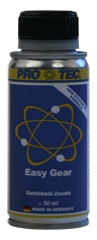 PRO TEC
Easy Gear
Getriebeöl Zusatz
e 50 ml
MADE IN GERMANY